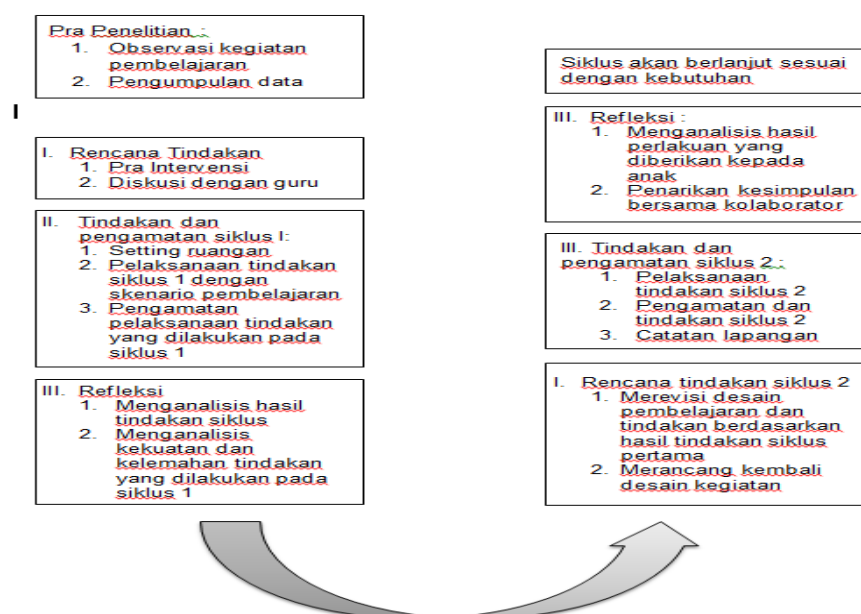 Pra Penelitian :
1. Observasi kegiatan
pembelajaran
2. Pengumpulan data
I
I. Rencana Tindakan
1. Pra Intervensi
2. Diskusi dengan guru
II. Tindakan dan
pengamatan siklus I:
1. Setting ruangan
2. Pelaksanaan tindakan
siklus 1 dengan
skenario pembelajaran
3. Pengamatan
pelaksanaan tindakan
yang dilakukan pada
siklus 1
III. Refleksi
1. Menganalisis hasil
tindakan siklus
2. Menganalisis
kekuatan dan
kelemahan tindakan
yang dilakukan pada
siklus 1
Siklus akan berlanjut sesuai
dengan kebutuhan
III. Refleksi :
1. Menganalisis hasil
perlakuan yang
diberikan kepada
anak
2. Penarikan kesimpulan
bersama kolaborator
III. Tindakan dan
pengamatan siklus 2 :
1. Pelaksanaan
tindakan siklus 2
2. Pengamatan dan
tindakan siklus 2
3. Catatan lapangan
I. Rencana tindakan siklus 2
1. Merevisi desain
pembelajaran dan
tindakan berdasarkan
hasil tindakan siklus
pertama
2. Merancang kembali
desain kegiatan